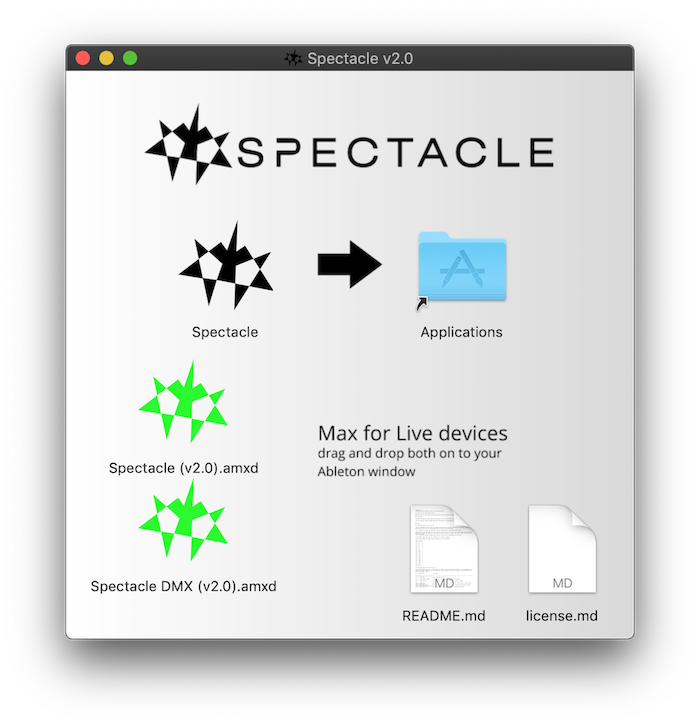 Spectacle v2.0
SPECTACLE
Spectacle
Applications
Spectacle (v2.0).amxd
Max for Live devices
drag and drop both on to your
Ableton window
Spectacle DMX (v2.0).amxd
MD
MD
README.md
license.md